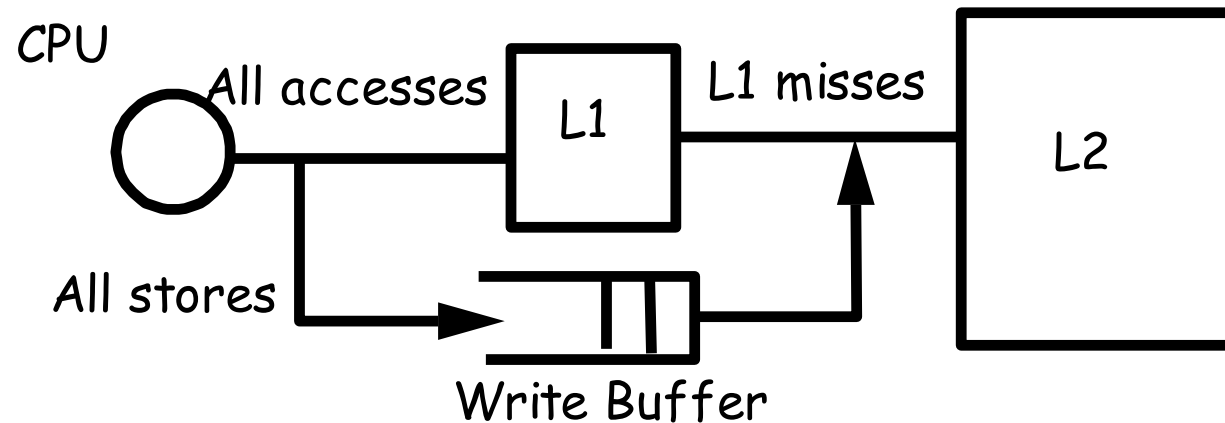 CPU
All accesses
L1
L1 misses
L2
All stores
Write Buffer